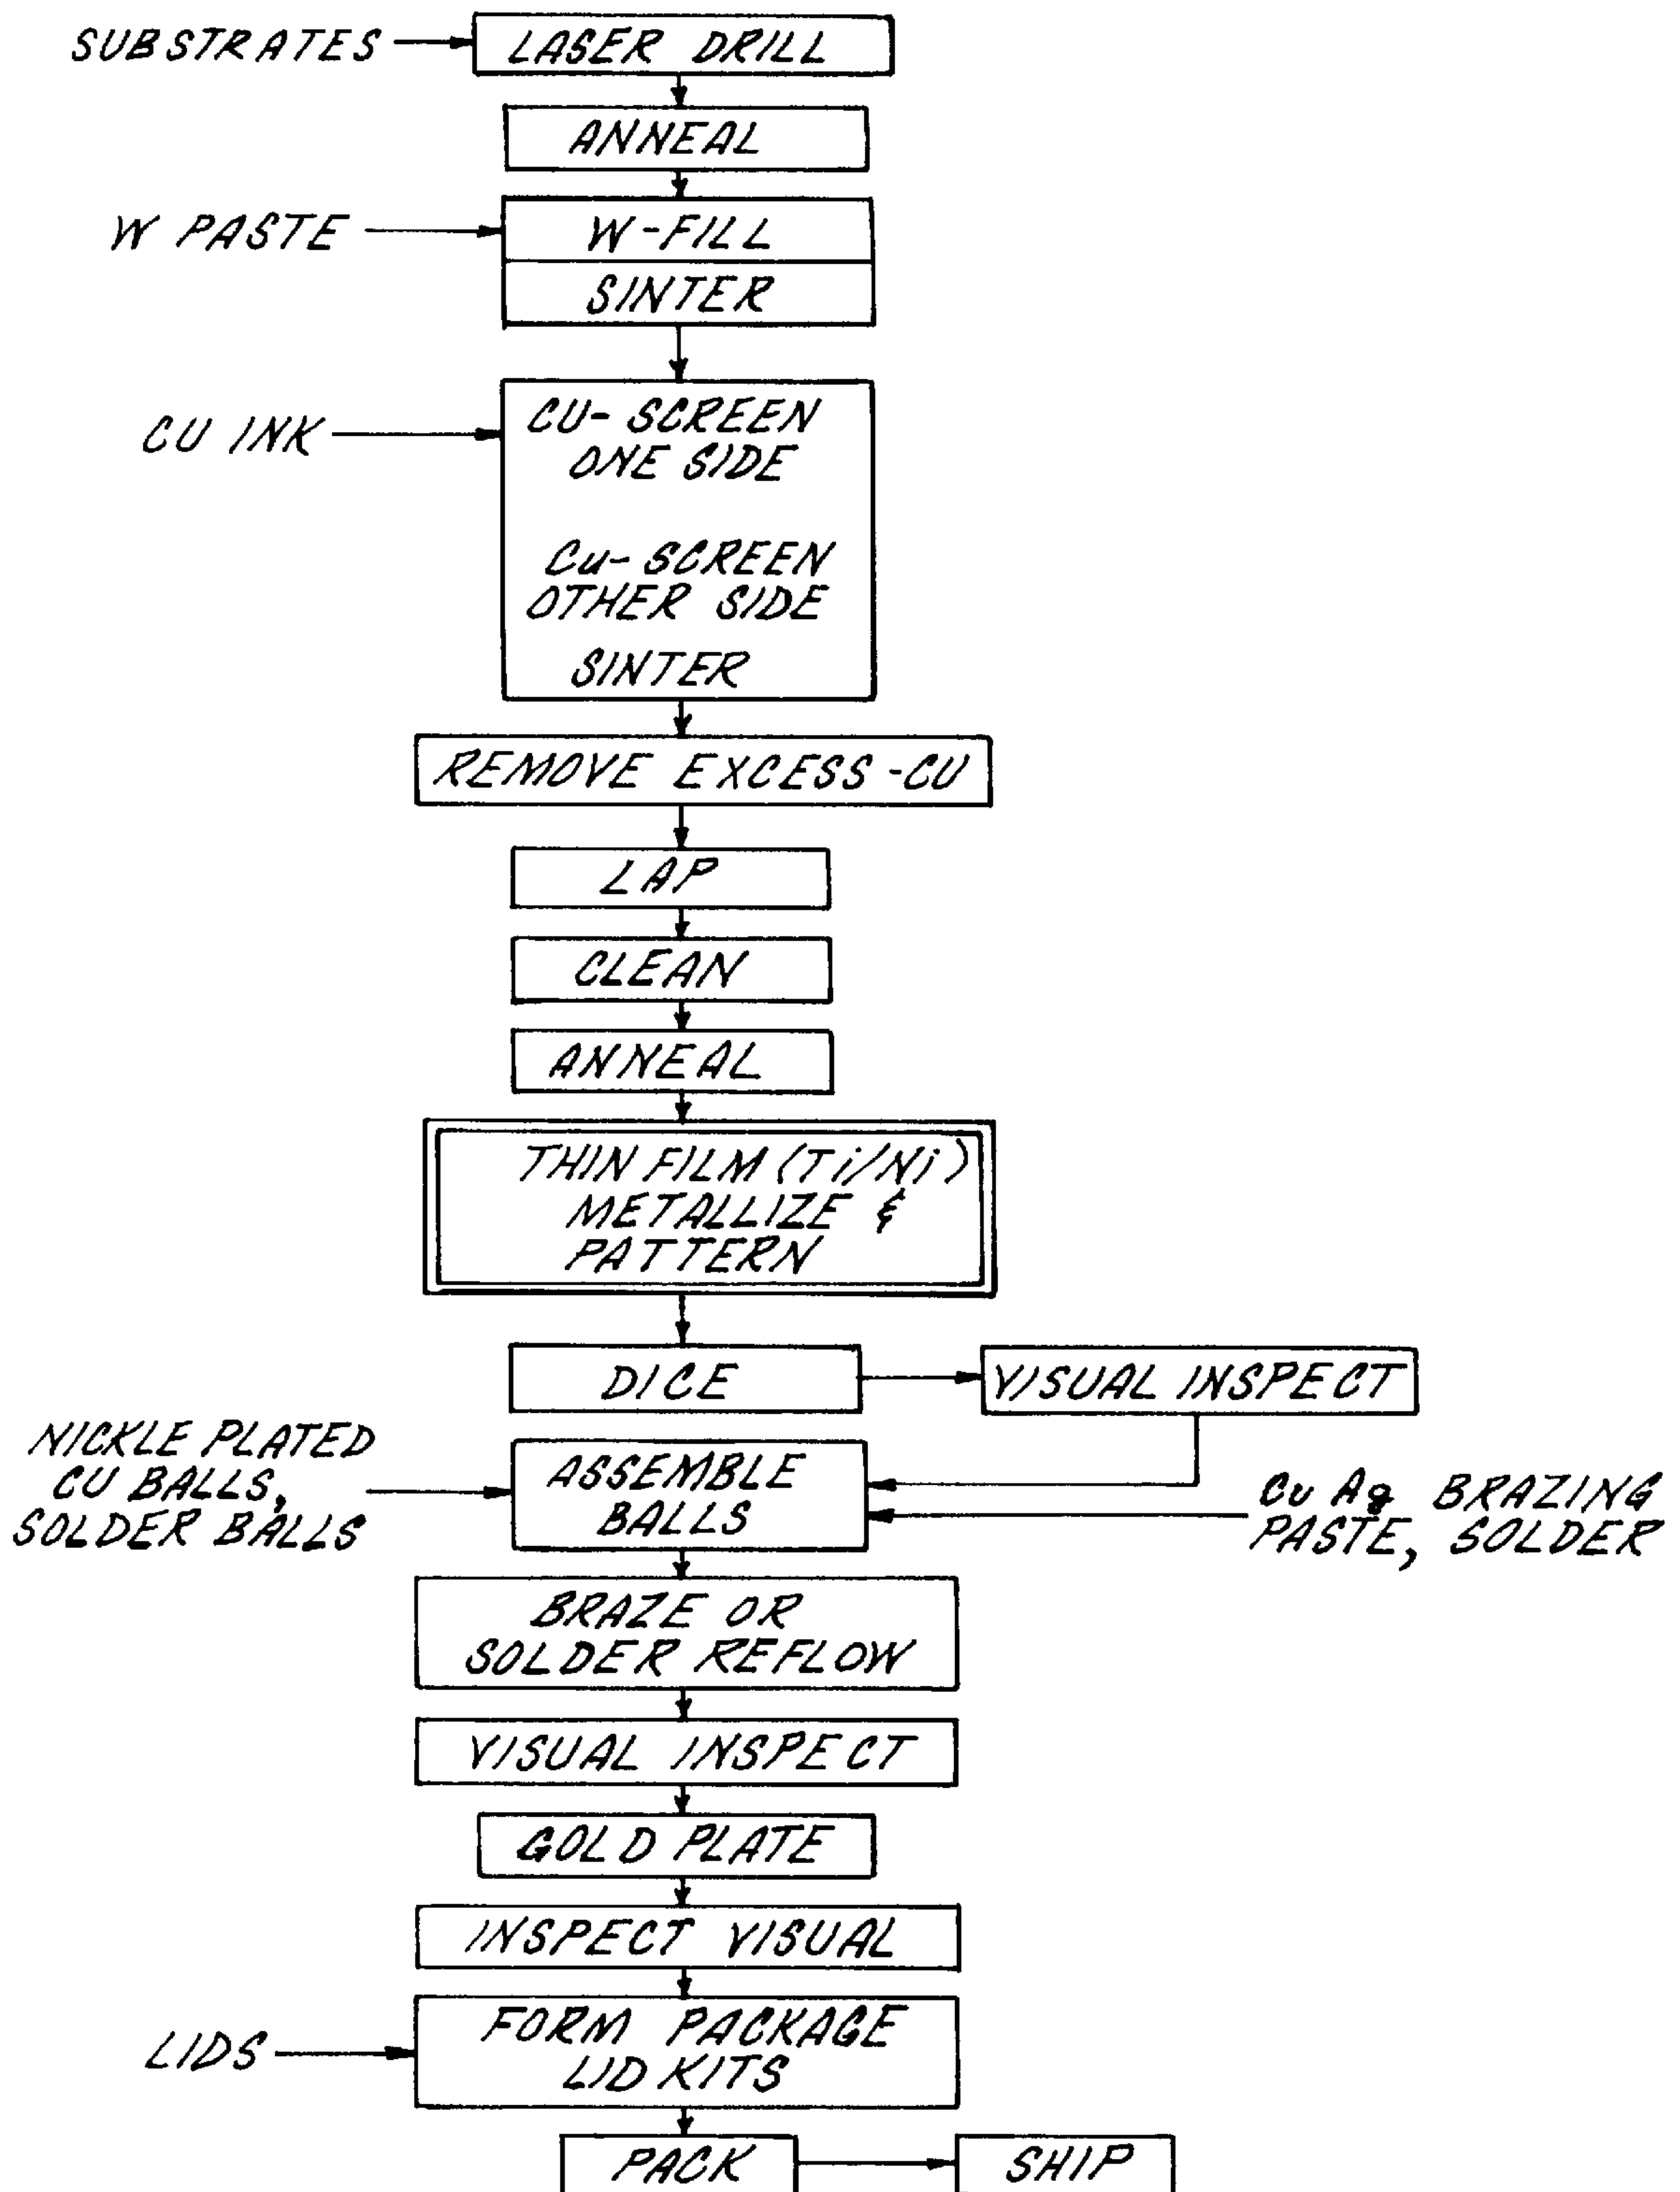 SUBSTRATES
LASER DRILL
ANNEAL
W PASTE
W-FILL
SINTER
CU INK
CU- SCREEN
ONE SIDE
Cu- SCREEN
OTHER SIDE
SINTER
REMOVE EXCESS -CU
LAP
CLEAN
ANNEAL
THIN FILM (Ti/Ni)
METALLIZE &
PATTERN
DICE
VISUAL INSPECT
NICKLE PLATED
CU BALLS,
SOLDER BALLS
ASSEMBLE
BALLS
Cu Ag BRAZING
PASTE, SOLDER
BRAZE OR
SOLDER REFLOW
VISUAL INSPECT
GOLD PLATE
INSPECT VISUAL
LIDS
FORM PACKAGE
LID KITS
PACK
SHIP